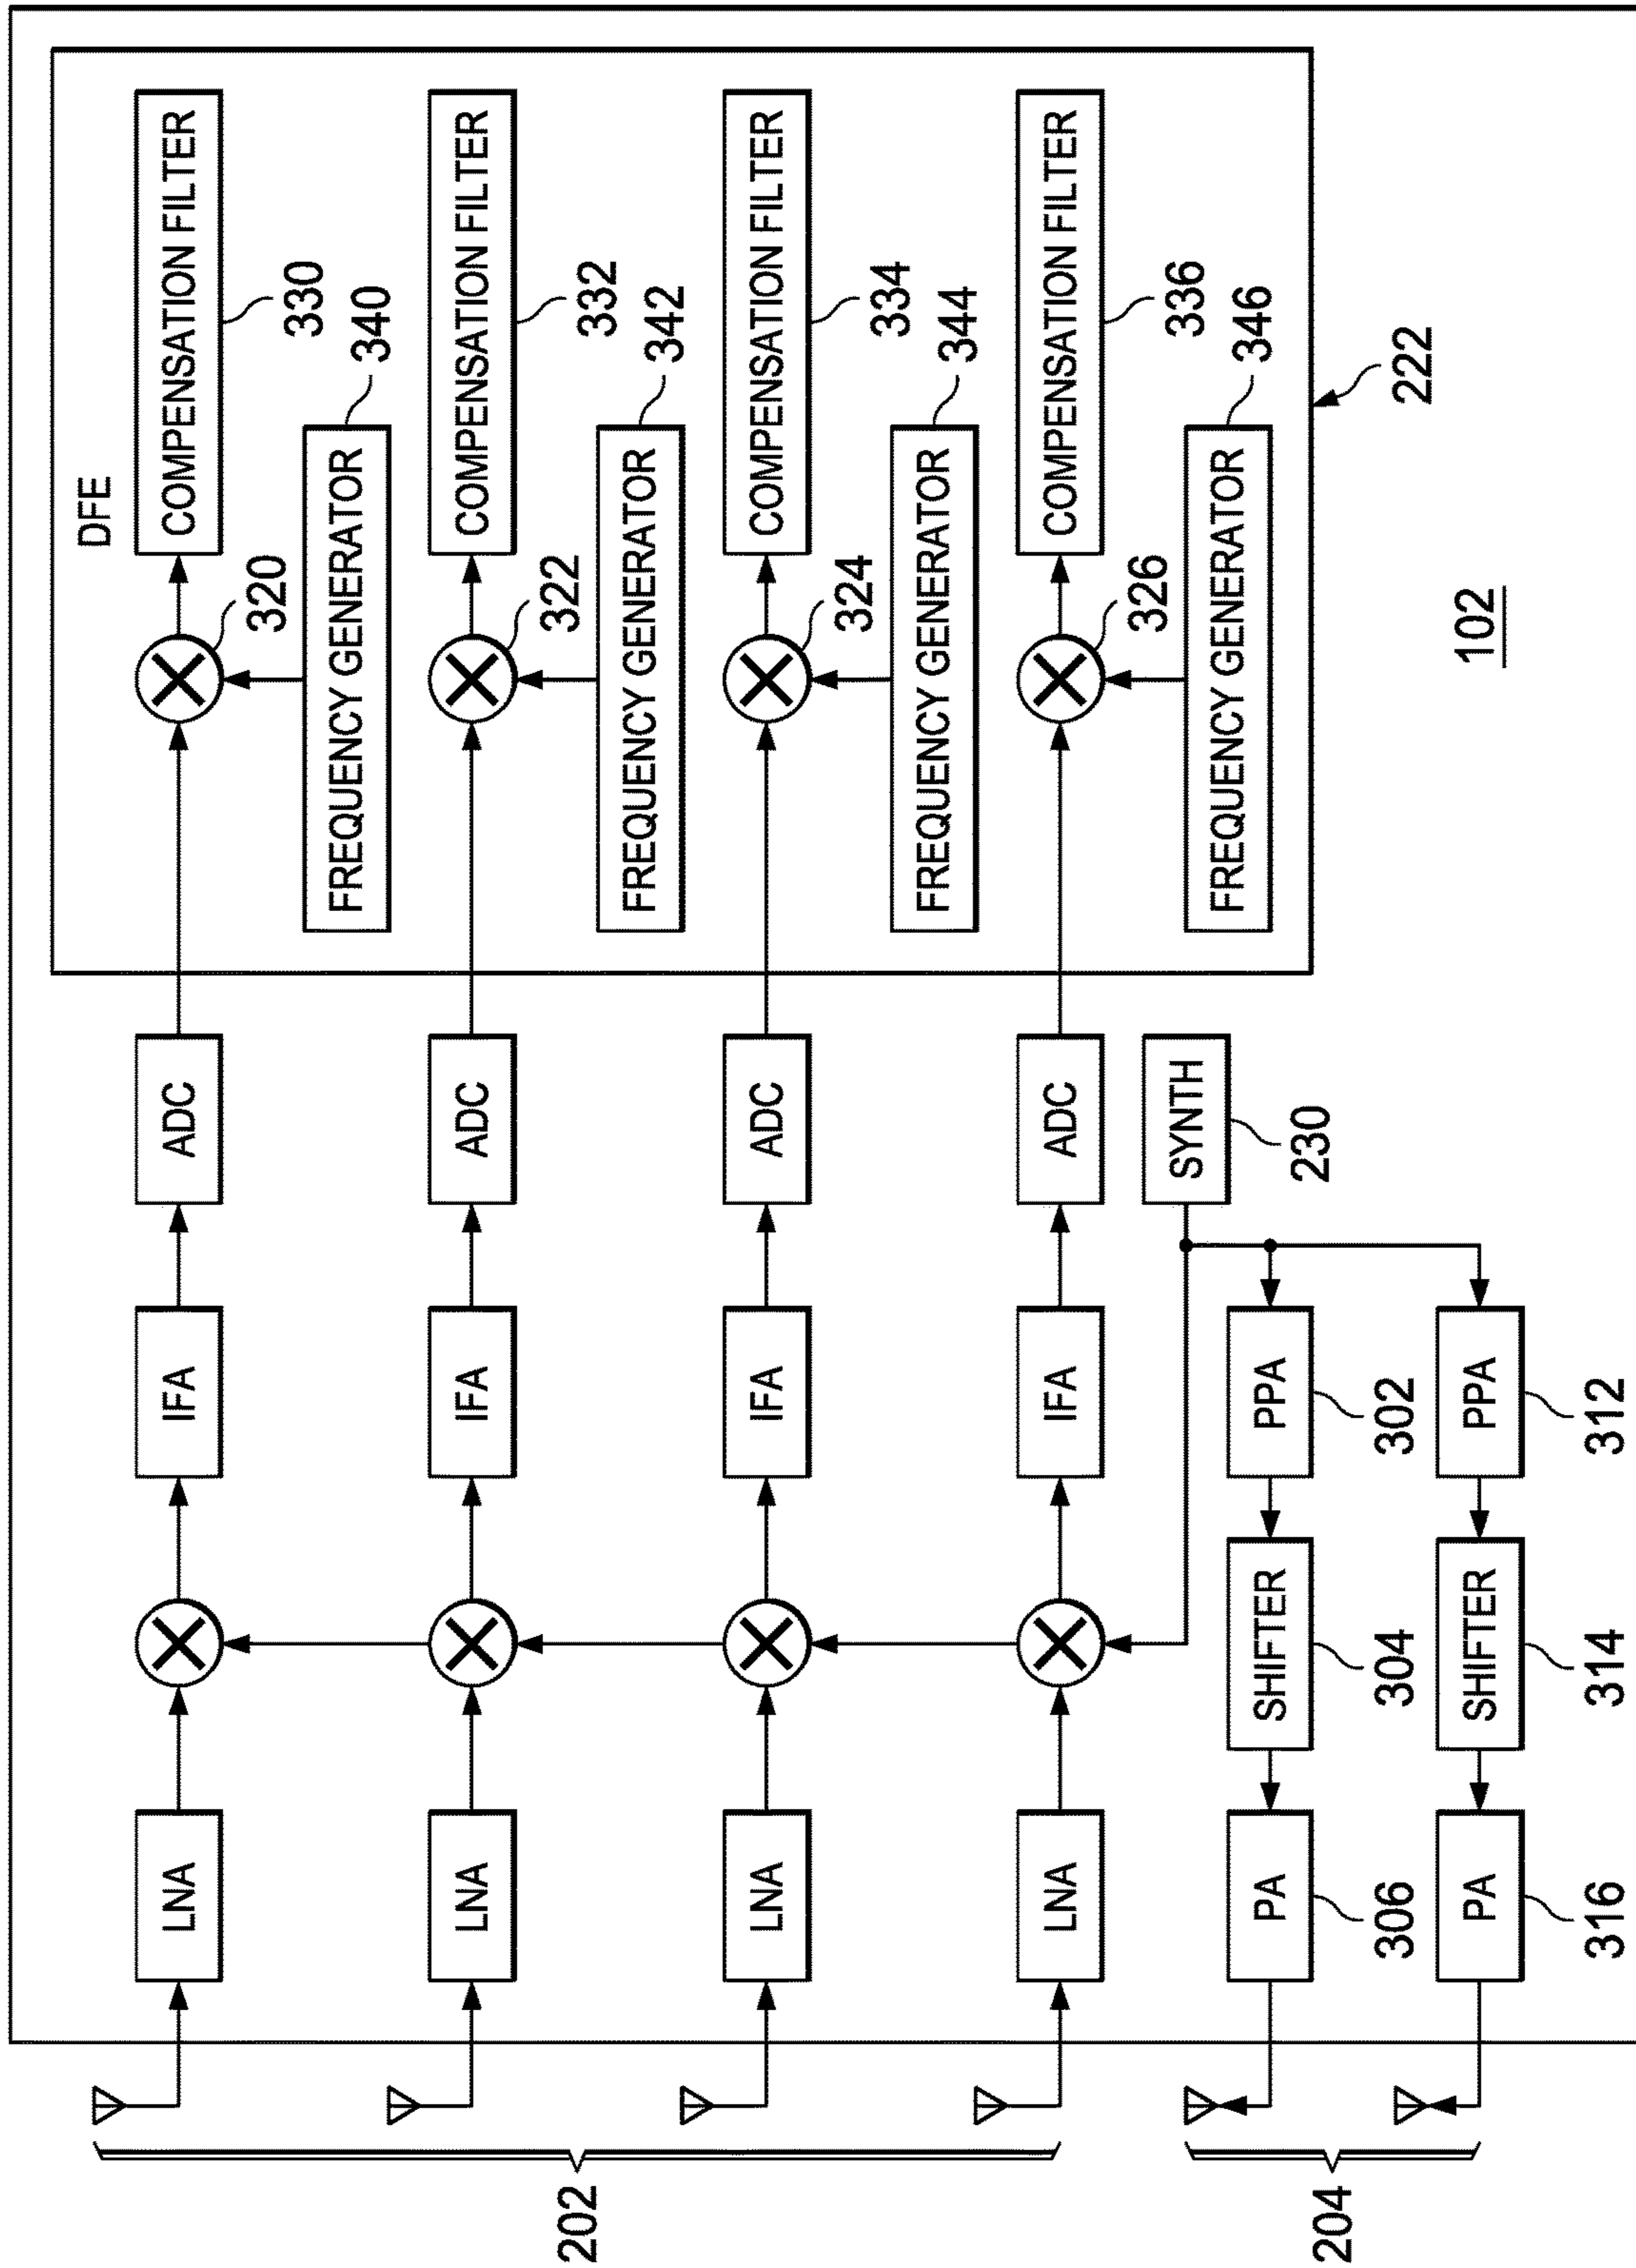 DFE
LNA
IFA
ADC
320
COMPENSATION FILTER
330
FREQUENCY GENERATOR
340
LNA
IFA
ADC
322
COMPENSATION FILTER
332
FREQUENCY GENERATOR
342
202
LNA
IFA
ADC
324
COMPENSATION FILTER
334
FREQUENCY GENERATOR
344
LNA
IFA
ADC
326
COMPENSATION FILTER
336
FREQUENCY GENERATOR
346
SYNTH
230
222
204
PA
306
SHIFTER
304
PPA
302
PA
316
SHIFTER
314
PPA
312
102